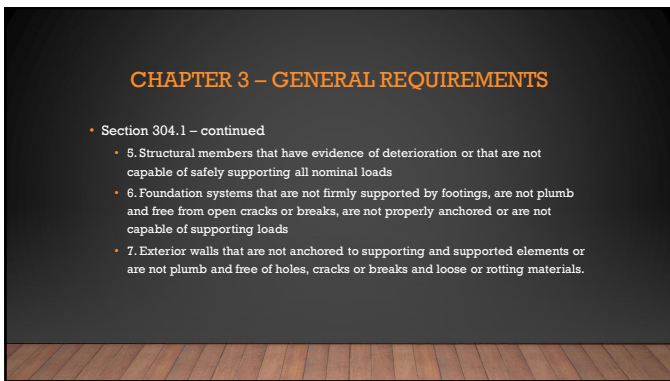 CHAPTER 3 – GENERAL REQUIREMENTS
• Section 304.1 – continued
• 5. Structural members that have evidence of deterioration or that are not
capable of safely supporting all nominal loads
• 6. Foundation systems that are not firmly supported by footings, are not plumb
and free from open cracks or breaks, are not properly anchored or are not
capable of supporting loads
• 7. Exterior walls that are not anchored to supporting and supported elements or
are not plumb and free of holes, cracks or breaks and loose or rotting materials.